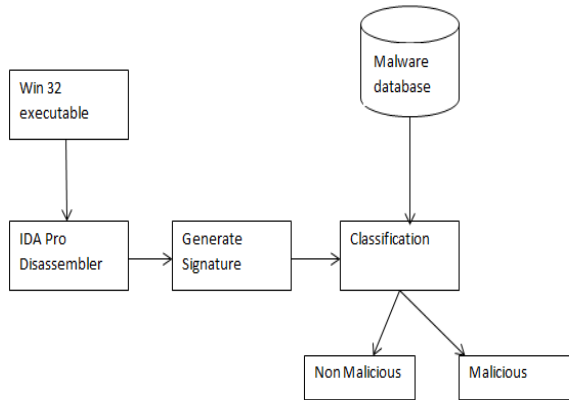 Malware
database
Win 32
executable
IDA Pro
Disassembler
Generate
Signature
Classification
Non Malicious
Malicious